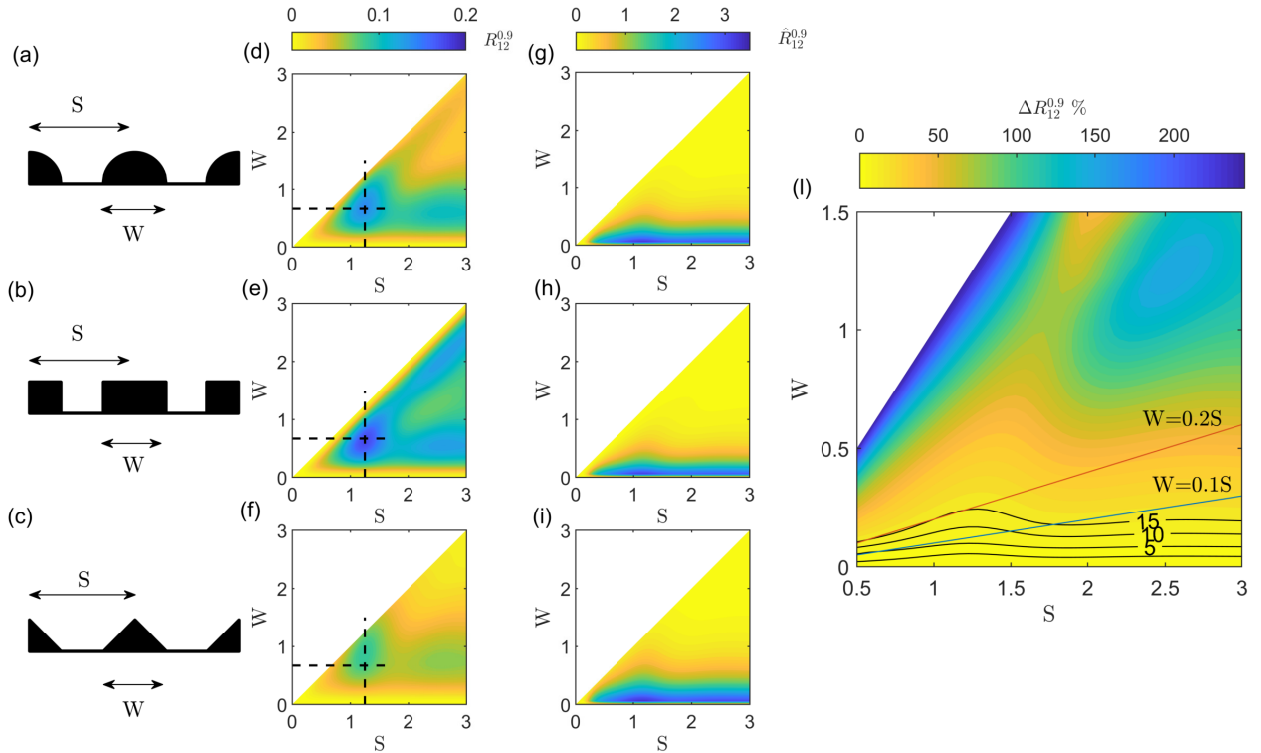 0 0.1 0.2
R₁₂^0.9
0 1 2 3
R̂₁₂^0.9
(a)
S
W
(d)
3
2
1
0
W
0 1 2 3
S
(g)
3
2
1
0
W
0 1 2 3
S
(b)
S
W
(e)
3
2
1
0
W
0 1 2 3
S
(h)
3
2
1
0
W
0 1 2 3
S
(c)
S
W
(f)
3
2
1
0
W
0 1 2 3
S
(i)
3
2
1
0
W
0 1 2 3
S
ΔR₁₂^0.9 %
0 50 100 150 200
(l)
1.5
1
0.5
0
W
W=0.2S
W=0.1S
15
10
5
0.5 1 1.5 2 2.5 3
S